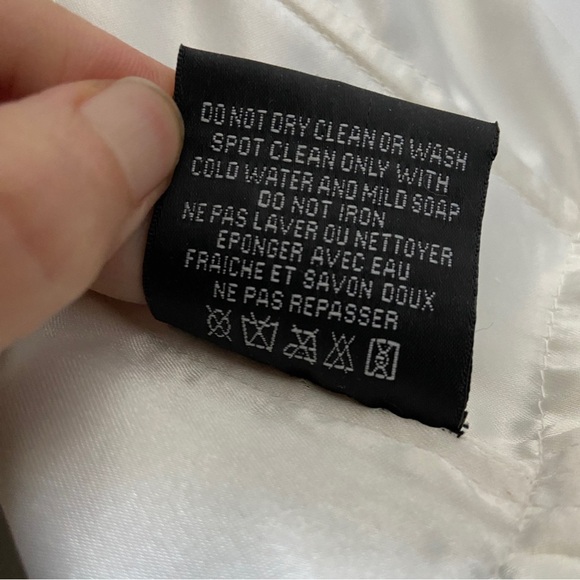 DO NOT DRY CLEAN OR WASH
SPOT CLEAN ONLY WITH
COLD WATER AND MILD SOAP
DO NOT IRON
NE PAS LAVER OU NETTOYER
EPONGER AVEC EAU
FRAICHE ET SAVON DOUX
NE PAS REPASSER